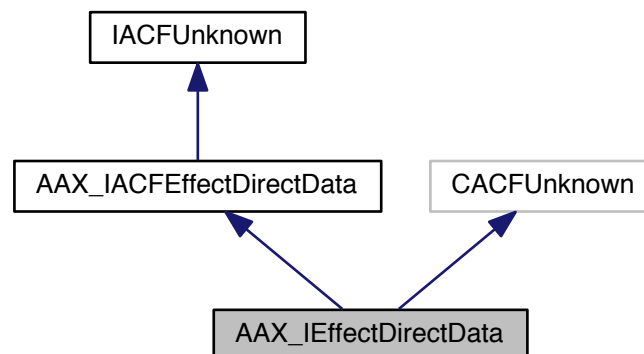 IACFUnknown
AAX_IACFEffectDirectData
CACFUnknown
AAX_IEffectDirectData